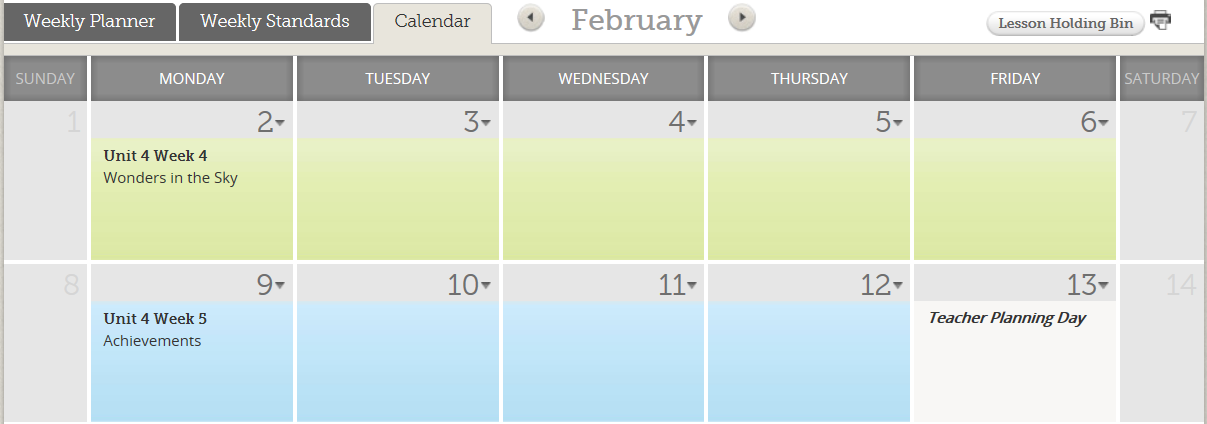 Weekly Planner Weekly Standards Calendar February Lesson Holding Bin
SUNDAY MONDAY TUESDAY WEDNESDAY THURSDAY FRIDAY SATURDAY
1 2 3 4 5 6 7
Unit 4 Week 4
Wonders in the Sky
8 9 10 11 12 13 14
Unit 4 Week 5 Teacher Planning Day
Achievements